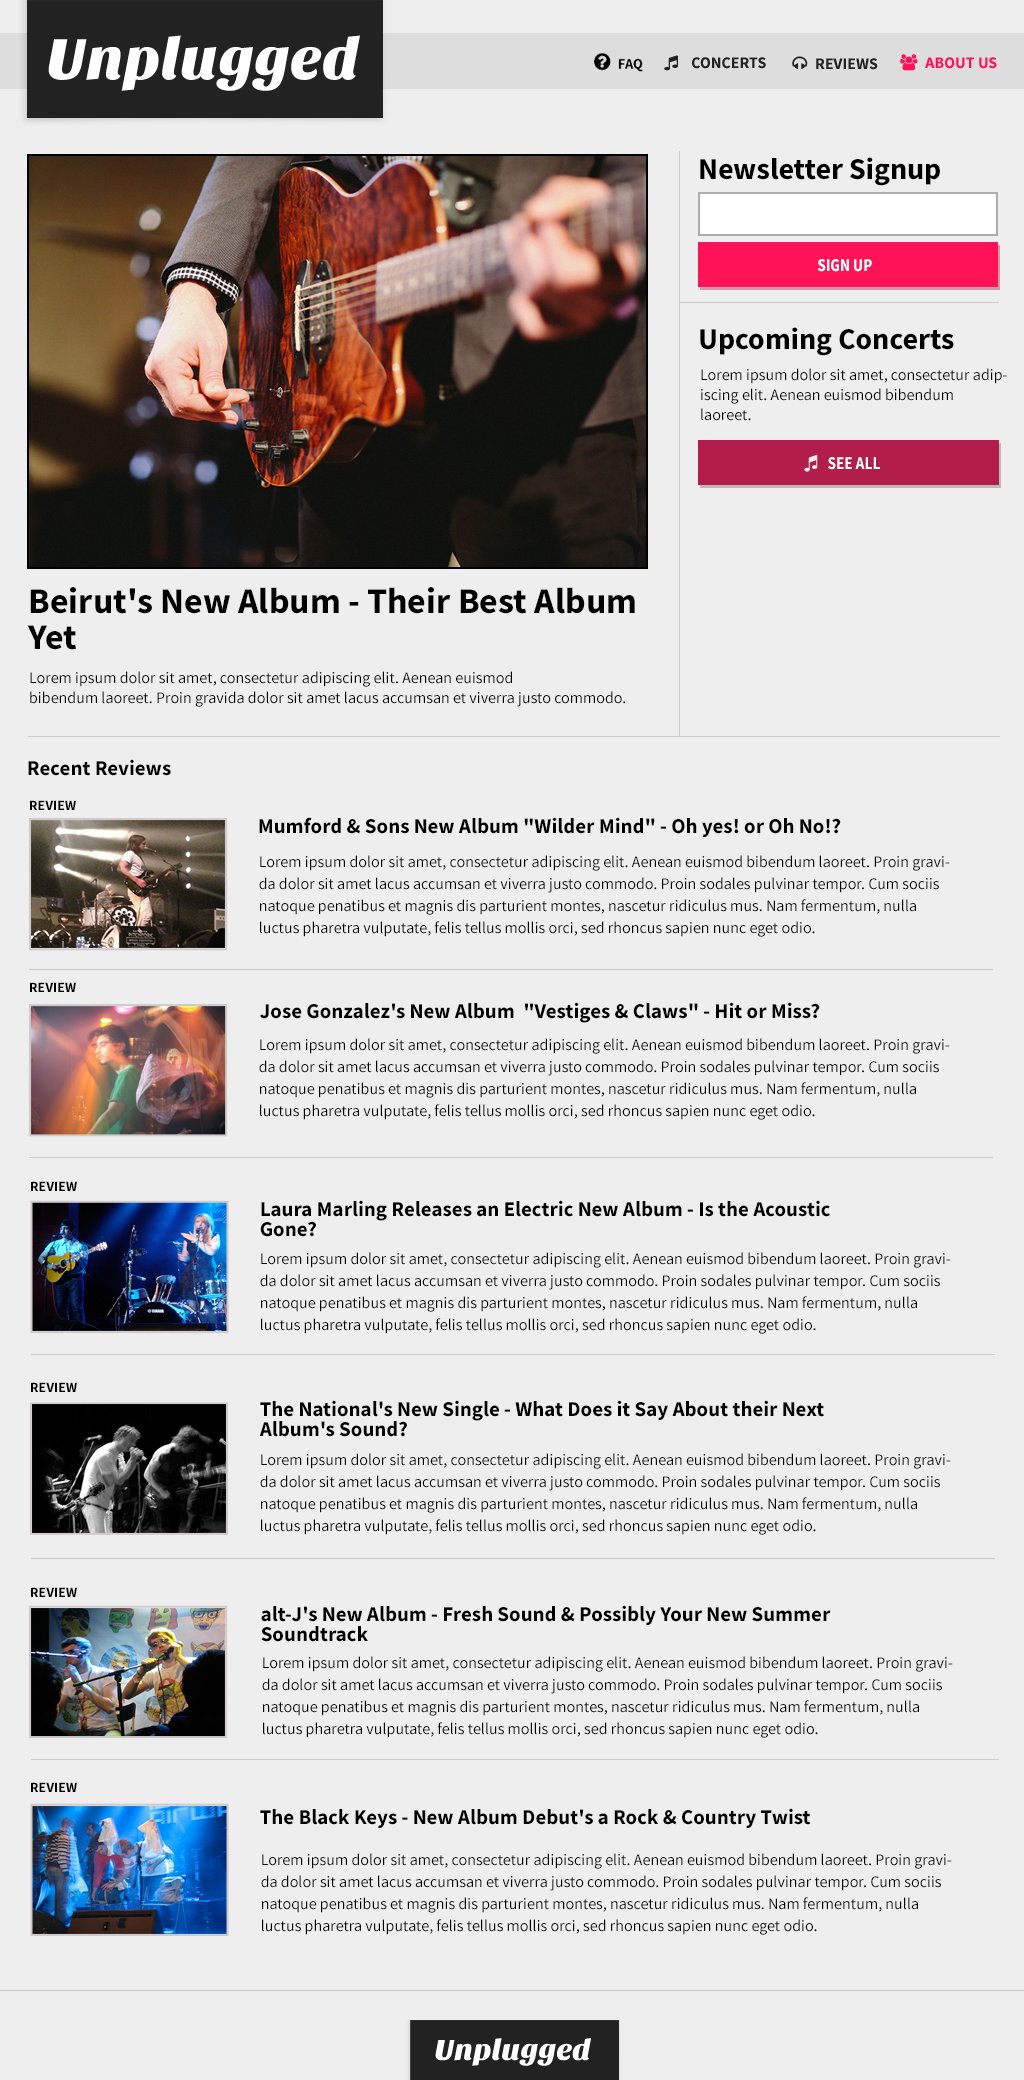 Unplugged
FAQ
CONCERTS
REVIEWS
ABOUT US
Newsletter Signup
SIGN UP
Upcoming Concerts
Lorem ipsum dolor sit amet, consectetur adip-
iscing elit. Aenean euismod bibendum
laoreet.
SEE ALL
Beirut's New Album - Their Best Album
Yet
Lorem ipsum dolor sit amet, consectetur adipiscing elit. Aenean euismod
bibendum laoreet. Proin gravida dolor sit amet lacus accumsan et viverra justo commodo.
Recent Reviews
REVIEW
Mumford & Sons New Album "Wilder Mind" - Oh yes! or Oh No!?
Lorem ipsum dolor sit amet, consectetur adipiscing elit. Aenean euismod bibendum laoreet. Proin gravi-
da dolor sit amet lacus accumsan et viverra justo commodo. Proin sodales pulvinar tempor. Cum sociis
natoque penatibus et magnis dis parturient montes, nascetur ridiculus mus. Nam fermentum, nulla
luctus pharetra vulputate, felis tellus mollis orci, sed rhoncus sapien nunc eget odio.
REVIEW
Jose Gonzalez's New Album  "Vestiges & Claws" - Hit or Miss?
Lorem ipsum dolor sit amet, consectetur adipiscing elit. Aenean euismod bibendum laoreet. Proin gravi-
da dolor sit amet lacus accumsan et viverra justo commodo. Proin sodales pulvinar tempor. Cum sociis
natoque penatibus et magnis dis parturient montes, nascetur ridiculus mus. Nam fermentum, nulla
luctus pharetra vulputate, felis tellus mollis orci, sed rhoncus sapien nunc eget odio.
REVIEW
Laura Marling Releases an Electric New Album - Is the Acoustic
Gone?
Lorem ipsum dolor sit amet, consectetur adipiscing elit. Aenean euismod bibendum laoreet. Proin gravi-
da dolor sit amet lacus accumsan et viverra justo commodo. Proin sodales pulvinar tempor. Cum sociis
natoque penatibus et magnis dis parturient montes, nascetur ridiculus mus. Nam fermentum, nulla
luctus pharetra vulputate, felis tellus mollis orci, sed rhoncus sapien nunc eget odio.
REVIEW
The National's New Single - What Does it Say About their Next
Album's Sound?
Lorem ipsum dolor sit amet, consectetur adipiscing elit. Aenean euismod bibendum laoreet. Proin gravi-
da dolor sit amet lacus accumsan et viverra justo commodo. Proin sodales pulvinar tempor. Cum sociis
natoque penatibus et magnis dis parturient montes, nascetur ridiculus mus. Nam fermentum, nulla
luctus pharetra vulputate, felis tellus mollis orci, sed rhoncus sapien nunc eget odio.
REVIEW
alt-J's New Album - Fresh Sound & Possibly Your New Summer
Soundtrack
Lorem ipsum dolor sit amet, consectetur adipiscing elit. Aenean euismod bibendum laoreet. Proin gravi-
da dolor sit amet lacus accumsan et viverra justo commodo. Proin sodales pulvinar tempor. Cum sociis
natoque penatibus et magnis dis parturient montes, nascetur ridiculus mus. Nam fermentum, nulla
luctus pharetra vulputate, felis tellus mollis orci, sed rhoncus sapien nunc eget odio.
REVIEW
The Black Keys - New Album Debut's a Rock & Country Twist
Lorem ipsum dolor sit amet, consectetur adipiscing elit. Aenean euismod bibendum laoreet. Proin gravi-
da dolor sit amet lacus accumsan et viverra justo commodo. Proin sodales pulvinar tempor. Cum sociis
natoque penatibus et magnis dis parturient montes, nascetur ridiculus mus. Nam fermentum, nulla
luctus pharetra vulputate, felis tellus mollis orci, sed rhoncus sapien nunc eget odio.
Unplugged